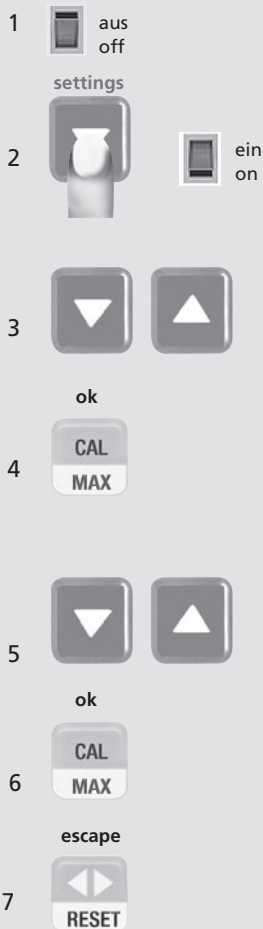 1
aus
off
settings
2
ein
on
3
ok
4
CAL
MAX
5
ok
6
CAL
MAX
escape
7
RESET